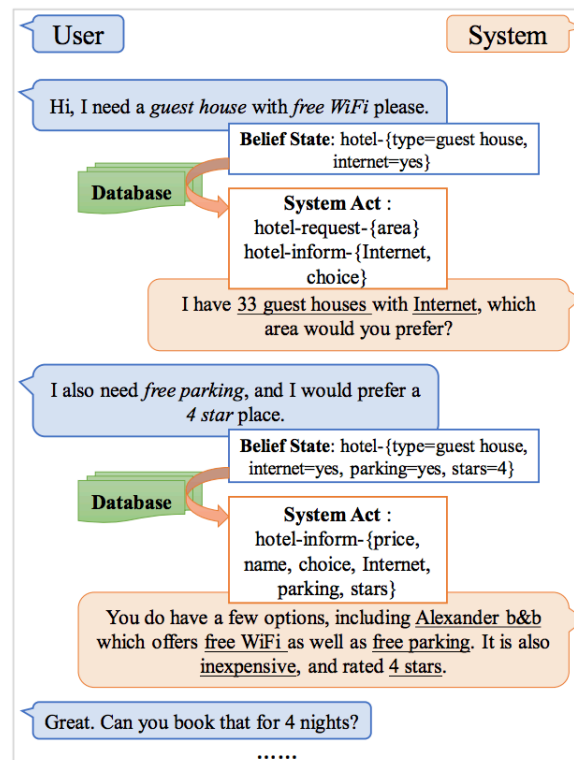 User
System
Hi, I need a guest house with free WiFi please.
Belief State: hotel-{type=guest house,
internet=yes}
Database
System Act :
hotel-request-{area}
hotel-inform-{Internet,
choice}
I have 33 guest houses with Internet, which
area would you prefer?
I also need free parking, and I would prefer a
4 star place.
Belief State: hotel-{type=guest house,
internet=yes, parking=yes, stars=4}
Database
System Act :
hotel-inform-{price,
name, choice, Internet,
parking, stars}
You do have a few options, including Alexander b&b
which offers free WiFi as well as free parking. It is also
inexpensive, and rated 4 stars.
Great. Can you book that for 4 nights?
......